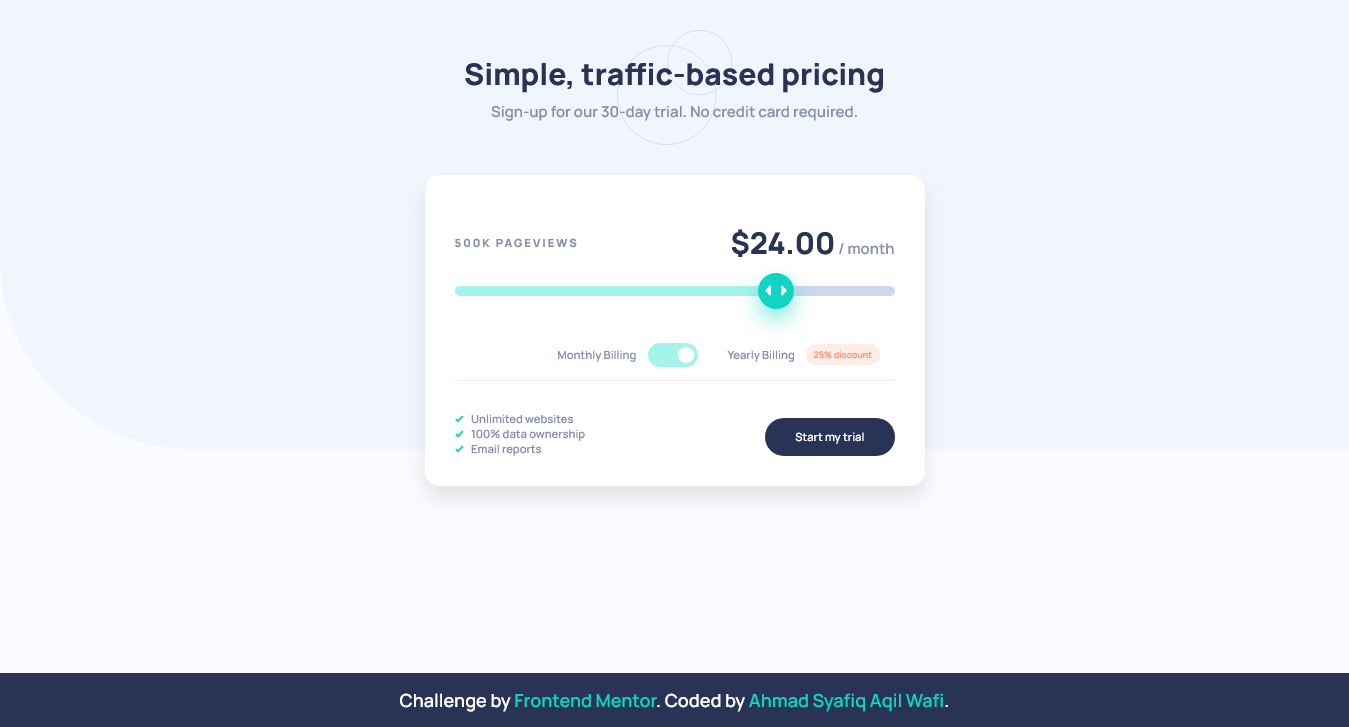 Simple, traffic-based pricing
Sign-up for our 30-day trial. No credit card required.
500K PAGEVIEWS
$24.00 / month
Monthly Billing
Yearly Billing
25% discount
Unlimited websites
100% data ownership
Email reports
Start my trial
Challenge by Frontend Mentor. Coded by Ahmad Syafiq Aqil Wafi.